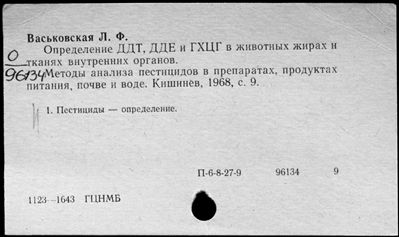 Васьковская Л. Ф.
Определение ДДТ, ДДЕ и ГХЦГ в животных жирах и
тканях внутренних органов.
О
96134
Методы анализа пестицидов в препаратах, продуктах
питания, почве и воде. Кишинев, 1968, с. 9.
1. Пестициды — определение.
П-6-8-27-9 96134 9
1123—1643 ГЦНМБ